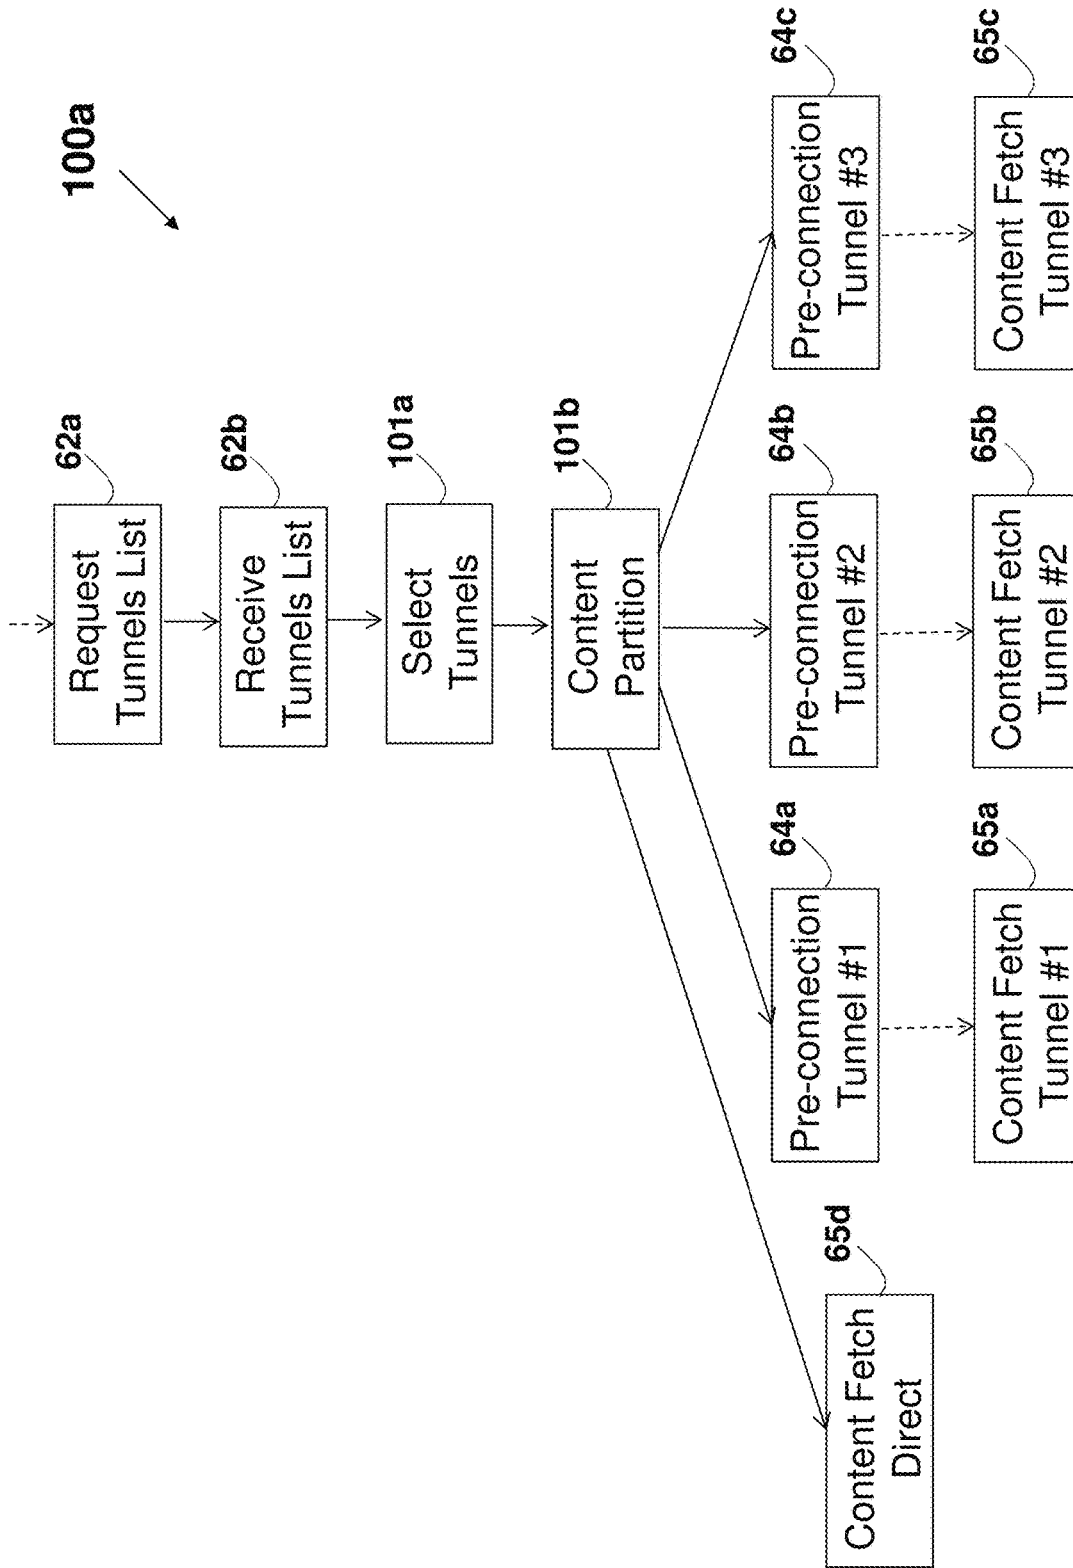 100a
62a
Request
Tunnels List
62b
Receive
Tunnels List
101a
Select
Tunnels
101b
Content
Partition
65d
Content Fetch
Direct
64a
Pre-connection
Tunnel #1
64b
Pre-connection
Tunnel #2
64c
Pre-connection
Tunnel #3
65a
Content Fetch
Tunnel #1
65b
Content Fetch
Tunnel #2
65c
Content Fetch
Tunnel #3